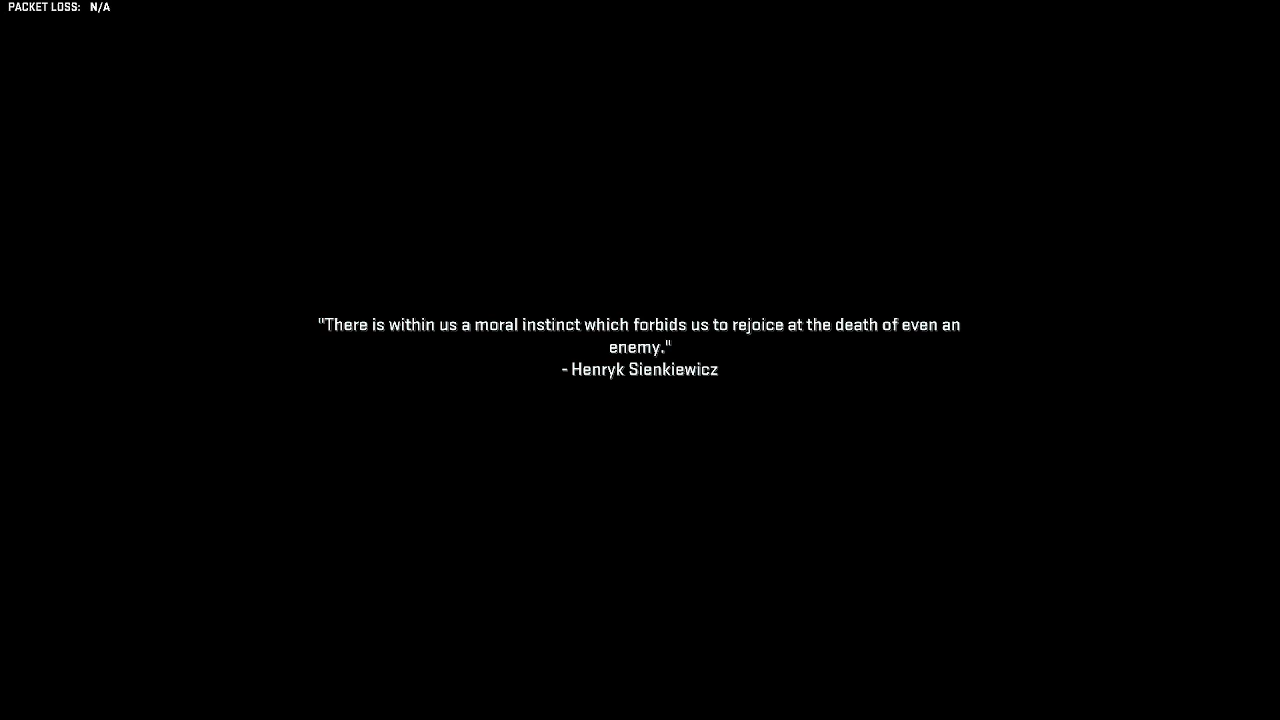 PACKET LOSS: N/A
"There is within us a moral instinct which forbids us to rejoice at the death of even an
enemy."
- Henryk Sienkiewicz